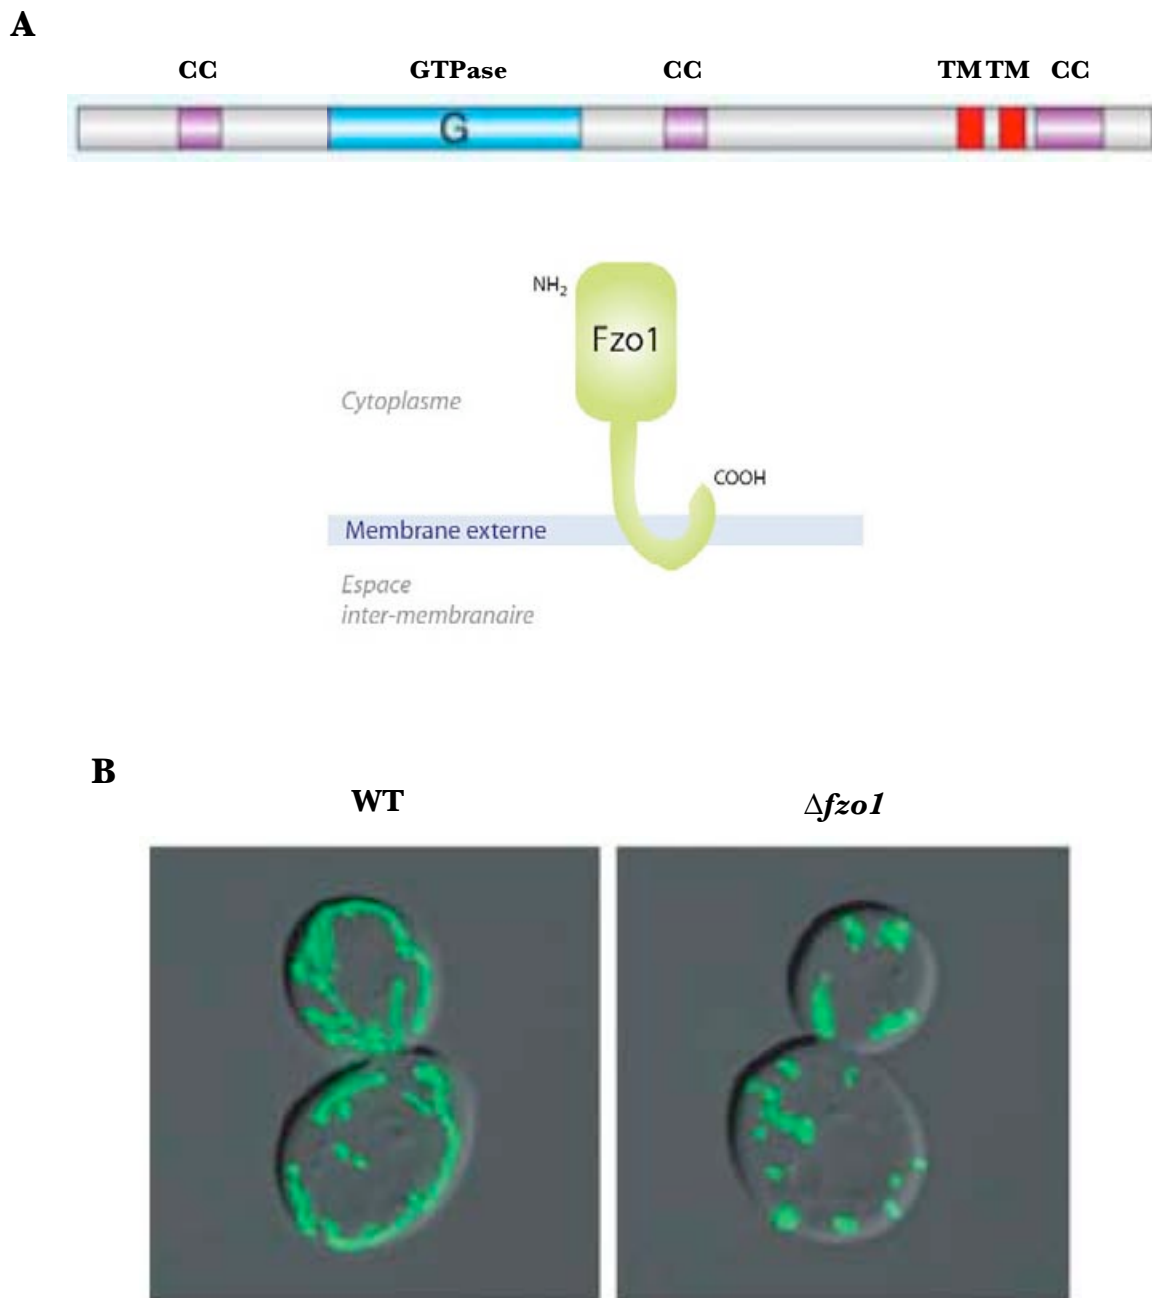 A
CC GTPase CC TM TM CC
G
NH2
Fzo1
Cytoplasme
COOH
Membrane externe
Espace
inter-membranaire
B
WT Δfzo1